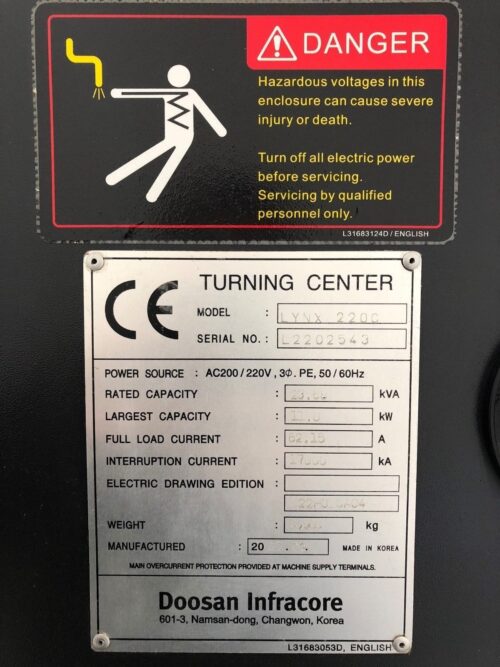 DANGER
Hazardous voltages in this
enclosure can cause severe
injury or death.
Turn off all electric power
before servicing.
Servicing by qualified
personnel only.
L31683124D / ENGLISH
CE TURNING CENTER
MODEL : LYNX 220C
SERIAL NO. : L2202543
POWER SOURCE : AC200 / 220V , 3Φ. PE, 50 / 60Hz
RATED CAPACITY : kVA
LARGEST CAPACITY : kW
FULL LOAD CURRENT : 62.15 A
INTERRUPTION CURRENT : kA
ELECTRIC DRAWING EDITION :
WEIGHT : kg
MANUFACTURED : 20 MADE IN KOREA
MAIN OVERCURRENT PROTECTION PROVIDED AT MACHINE SUPPLY TERMINALS.
Doosan Infracore
601-3, Namsan-dong, Changwon, Korea
L31683053D, ENGLISH